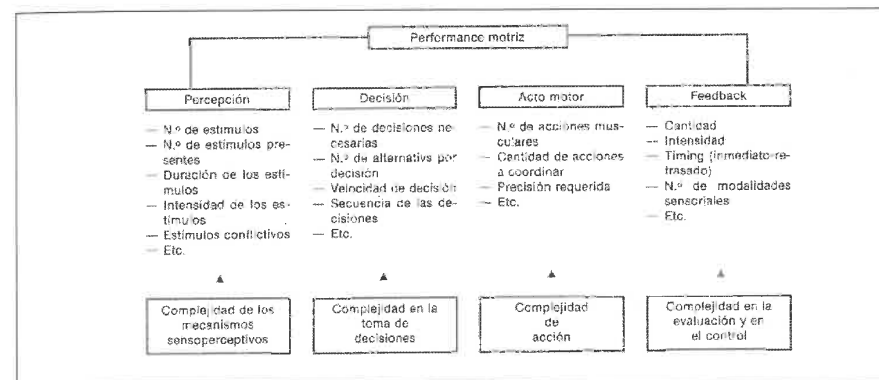 Performance motriz
Percepción
— N.º de estímulos
— N.º de estímulos pre-
sentes
— Duración de los estí-
mulos
— Intensidad de los es-
tímulos
— Estímulos conflictivos
— Etc.
Complejidad de los
mecanismos
sensoperceptivos
Decisión
— N.º de decisiones ne-
cesarias
— N.º de alternativs por
decisión
— Velocidad de decisión
— Secuencia de las de-
cisiones
— Etc.
Complejidad en la
toma de
decisiones
Acto motor
— N.º de acciones mus-
culares
— Cantidad de acciones
a coordinar
— Precisión requerida
— Etc.
Complejidad
de
acción
Feedback
— Cantidad
— Intensidad
— Timing (inmediato-re-
trasado)
— N.º de modalidades
sensoriales
— Etc.
Complejidad en la
evaluación y en
el control